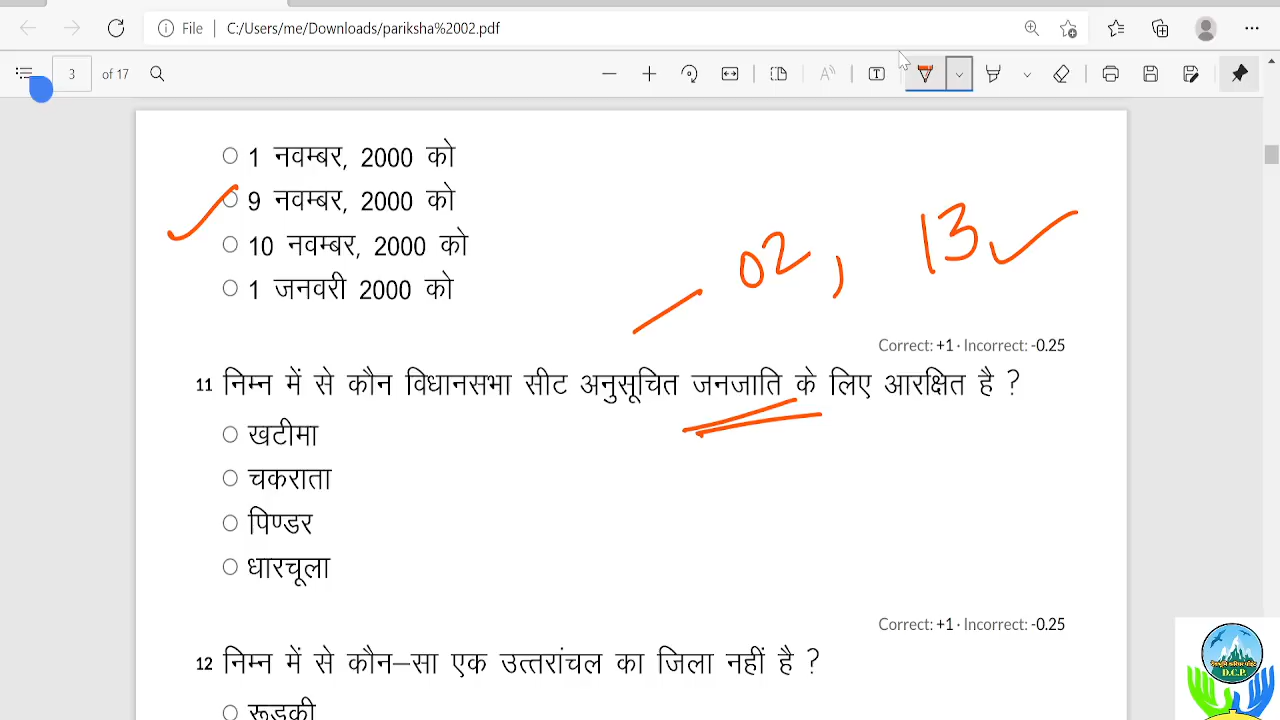 File C:/Users/me/Downloads/pariksha%2002.pdf
3 of 17
1 नवम्बर, 2000 को
9 नवम्बर, 2000 को
10 नवम्बर, 2000 को
1 जनवरी 2000 को
02, 13
Correct: +1 · Incorrect: -0.25
11 निम्न में से कौन विधानसभा सीट अनुसूचित जनजाति के लिए आरक्षित है ?
खटीमा
चकराता
पिण्डर
धारचूला
Correct: +1 · Incorrect: -0.25
12 निम्न में से कौन–सा एक उत्तरांचल का जिला नहीं है ?
रूड़की
D.C.P.